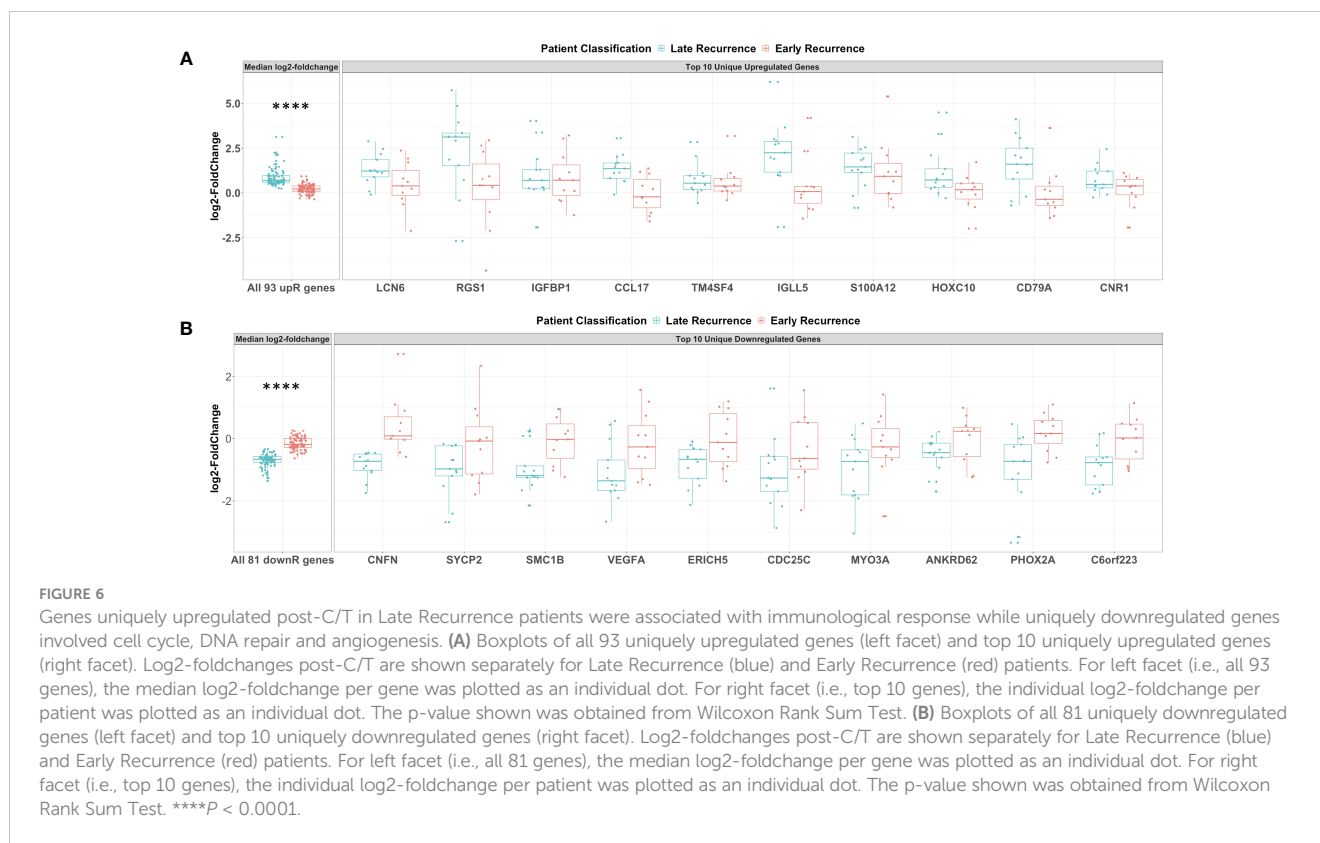 A
Patient Classification Late Recurrence Early Recurrence
Median log2-foldchange
Top 10 Unique Upregulated Genes
****
5.0
2.5
0.0
-2.5
log2-FoldChange
All 93 upR genes LCN6 RGS1 IGFBP1 CCL17 TM4SF4 IGLL5 S100A12 HOXC10 CD79A CNR1
B
Patient Classification Late Recurrence Early Recurrence
Median log2-foldchange
Top 10 Unique Downregulated Genes
****
2
0
-2
log2-FoldChange
All 81 downR genes CNFN SYCP2 SMC1B VEGFA ERICH5 CDC25C MYO3A ANKRD62 PHOX2A C6orf223
FIGURE 6
Genes uniquely upregulated post-C/T in Late Recurrence patients were associated with immunological response while uniquely downregulated genes
involved cell cycle, DNA repair and angiogenesis. (A) Boxplots of all 93 uniquely upregulated genes (left facet) and top 10 uniquely upregulated genes
(right facet). Log2-foldchanges post-C/T are shown separately for Late Recurrence (blue) and Early Recurrence (red) patients. For left facet (i.e., all 93
genes), the median log2-foldchange per gene was plotted as an individual dot. For right facet (i.e., top 10 genes), the individual log2-foldchange per
patient was plotted as an individual dot. The p-value shown was obtained from Wilcoxon Rank Sum Test. (B) Boxplots of all 81 uniquely downregulated
genes (left facet) and top 10 uniquely downregulated genes (right facet). Log2-foldchanges post-C/T are shown separately for Late Recurrence (blue)
and Early Recurrence (red) patients. For left facet (i.e., all 81 genes), the median log2-foldchange per gene was plotted as an individual dot. For right
facet (i.e., top 10 genes), the individual log2-foldchange per patient was plotted as an individual dot. The p-value shown was obtained from Wilcoxon
Rank Sum Test. ****P < 0.0001.